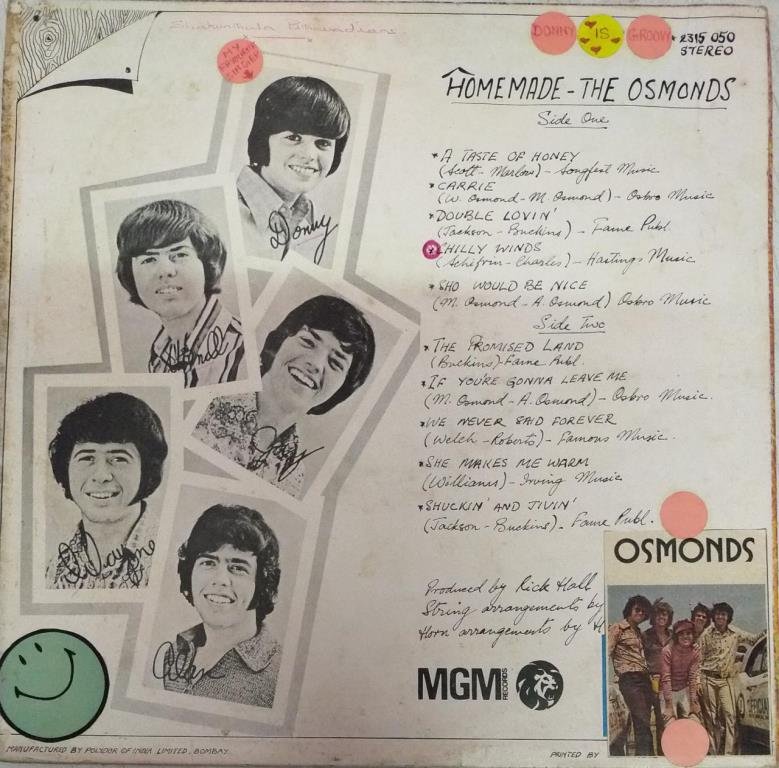 DONNY IS GROOVY
★2315 050
STEREO
MY FAVOURITE SINGER
HOMEMADE - THE OSMONDS
Side One
★A TASTE OF HONEY
(Scott - Marlow) - Songfest Music
★CARRIE
(W. Osmond - M. Osmond) - Osbro Music
★DOUBLE LOVIN'
(Jackson - Buckins) - Fame Publ.
★CHILLY WINDS
(Schifrin - Charles) - Hastings Music
★SHO WOULD BE NICE
(M. Osmond - A. Osmond) Osbro Music
Side Two
★THE PROMISED LAND
(Buckins) - Fame Publ.
★IF YOU'RE GONNA LEAVE ME
(M. Osmond - A. Osmond) - Osbro Music.
★WE NEVER SAID FOREVER
(Welch - Roberts) - Famous Music.
★SHE MAKES ME WARM
(Williams) - Irving Music
★SHUCKIN' AND JIVIN'
(Jackson - Buckins) - Fame Publ.
Produced by Rick Hall
String arrangements by
Horn arrangements by H
Donny
Merrill
Jay
Wayne
Alan
OSMONDS
MGM RECORDS
MANUFACTURED BY POLYDOR OF INDIA LIMITED, BOMBAY.
PRINTED BY